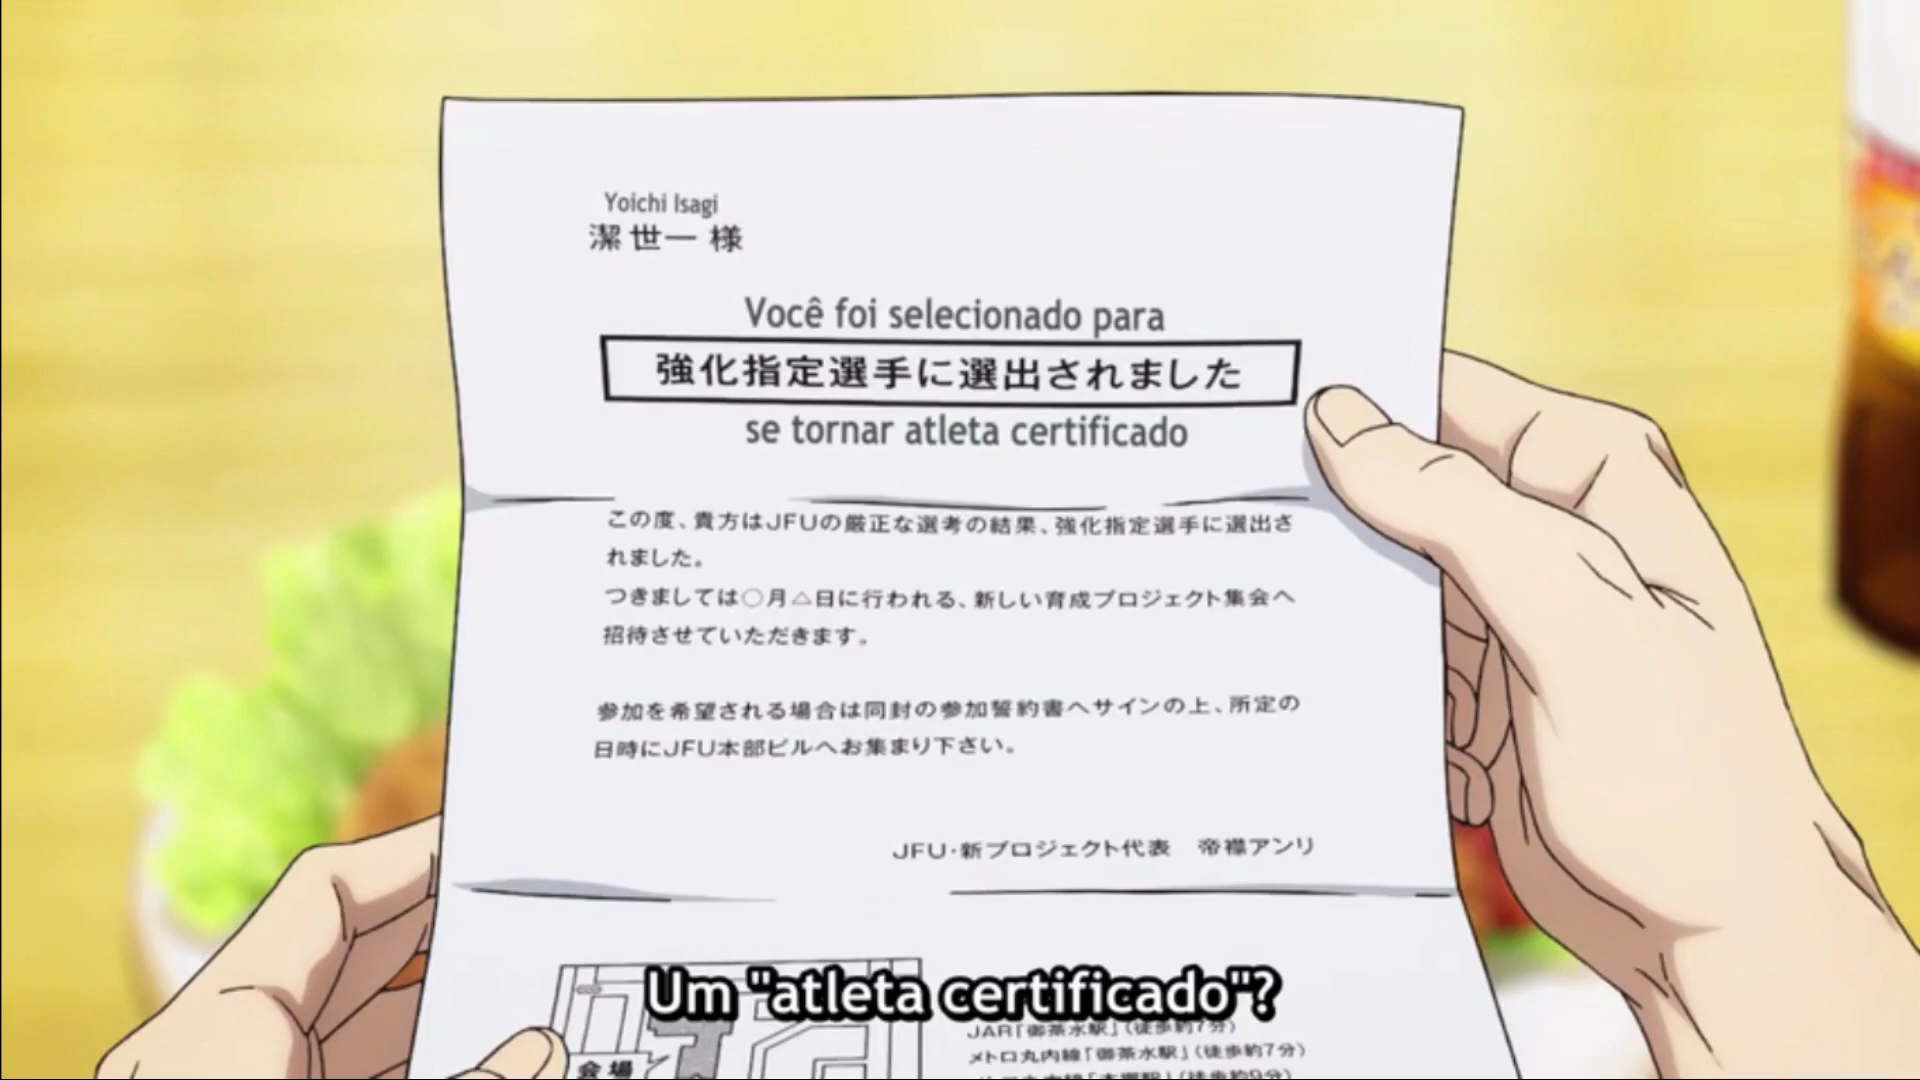 Yoichi Isagi
潔 世一 様
Você foi selecionado para
強化指定選手に選出されました
se tornar atleta certificado
この度、貴方はJFUの厳正な選考の結果、強化指定選手に選出さ
れました。
つきましては○月△日に行われる、新しい育成プロジェクト集会へ
招待させていただきます。
参加を希望される場合は同封の参加誓約書へサインの上、所定の
日時にJFU本部ビルへお集まり下さい。
JFU・新プロジェクト代表 帝襟アンリ
Um "atleta certificado"?
JAR「御茶水駅」(徒歩約7分)
メトロ丸内線「御茶水駅」(徒歩約7分)
会場